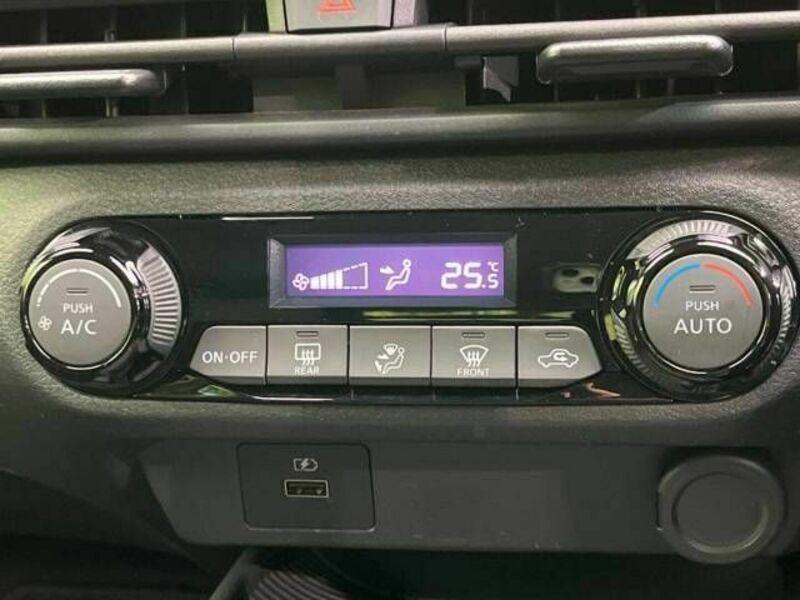 PUSH
A/C
25.5℃
PUSH
AUTO
ON·OFF
REAR
FRONT